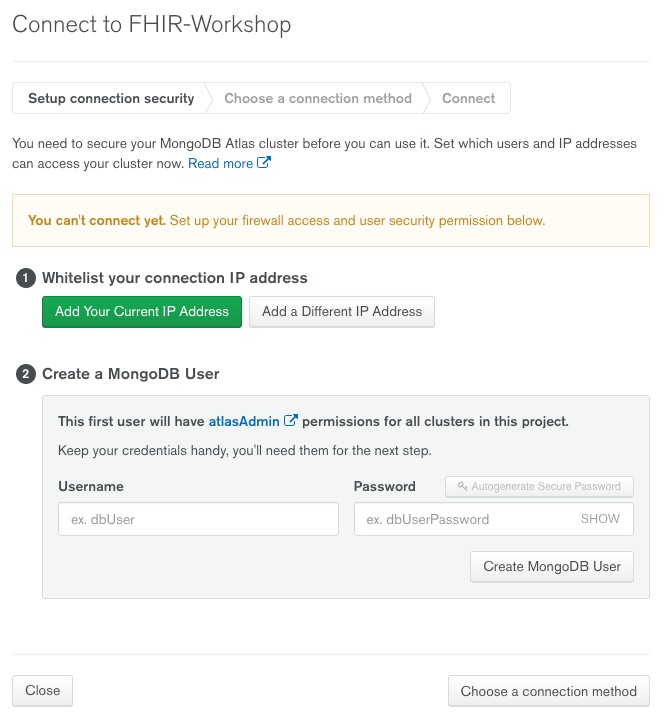 Connect to FHIR-Workshop
Setup connection security
Choose a connection method
Connect
You need to secure your MongoDB Atlas cluster before you can use it. Set which users and IP addresses
can access your cluster now. Read more
You can't connect yet. Set up your firewall access and user security permission below.
1 Whitelist your connection IP address
Add Your Current IP Address
Add a Different IP Address
2 Create a MongoDB User
This first user will have atlasAdmin permissions for all clusters in this project.
Keep your credentials handy, you'll need them for the next step.
Username
Password
Autogenerate Secure Password
ex. dbUser
ex. dbUserPassword
SHOW
Create MongoDB User
Close
Choose a connection method